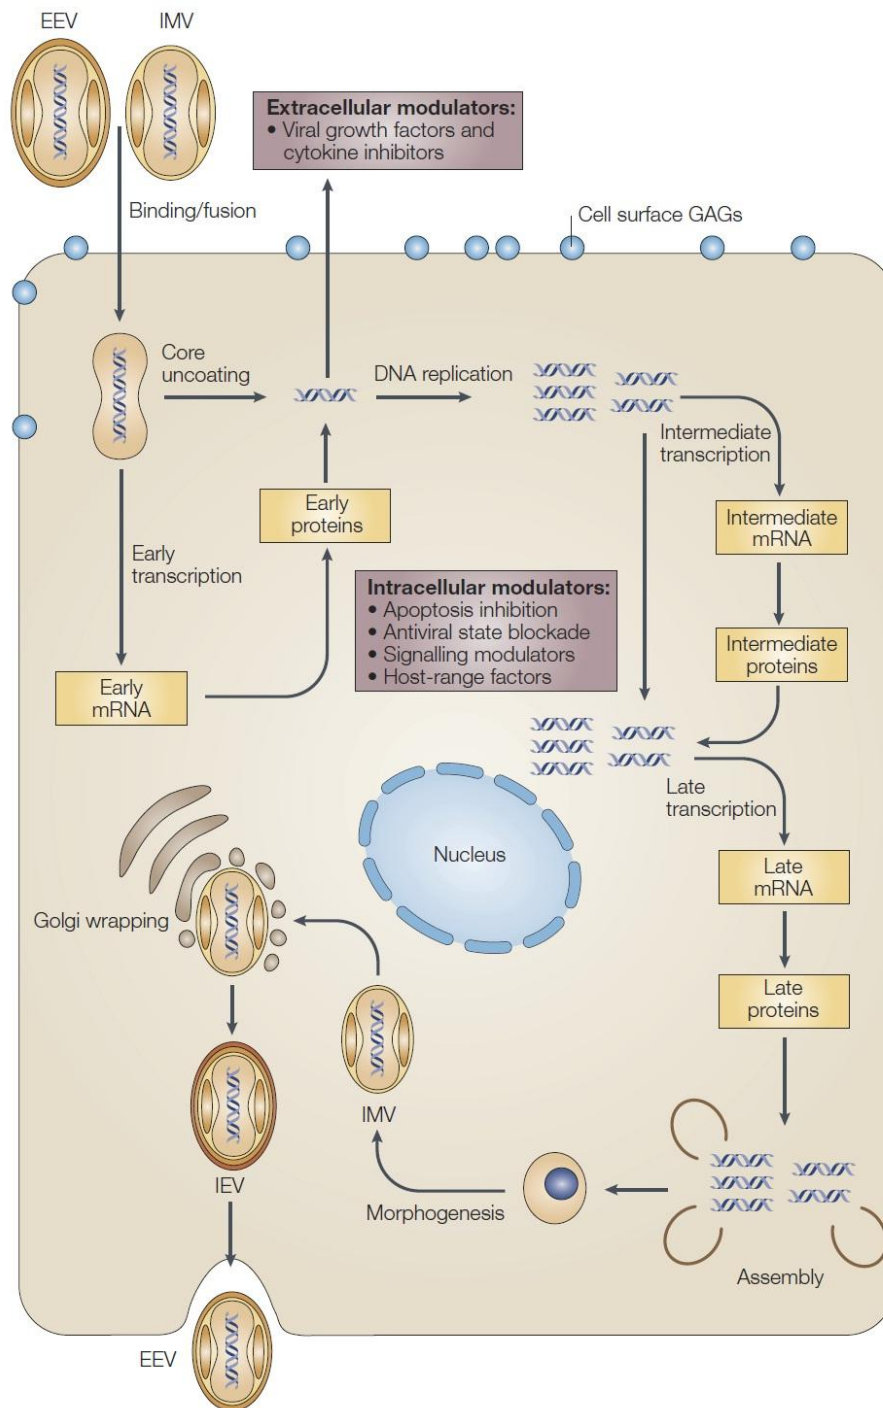 EEV
IMV
Extracellular modulators:
• Viral growth factors and
cytokine inhibitors
Binding/fusion
Cell surface GAGs
Core
uncoating
DNA replication
Intermediate
transcription
Early
proteins
Intermediate
mRNA
Early
transcription
Intracellular modulators:
• Apoptosis inhibition
• Antiviral state blockade
• Signalling modulators
• Host-range factors
Intermediate
proteins
Early
mRNA
Late
transcription
Nucleus
Late
mRNA
Golgi wrapping
Late
proteins
IMV
IEV
Morphogenesis
Assembly
EEV